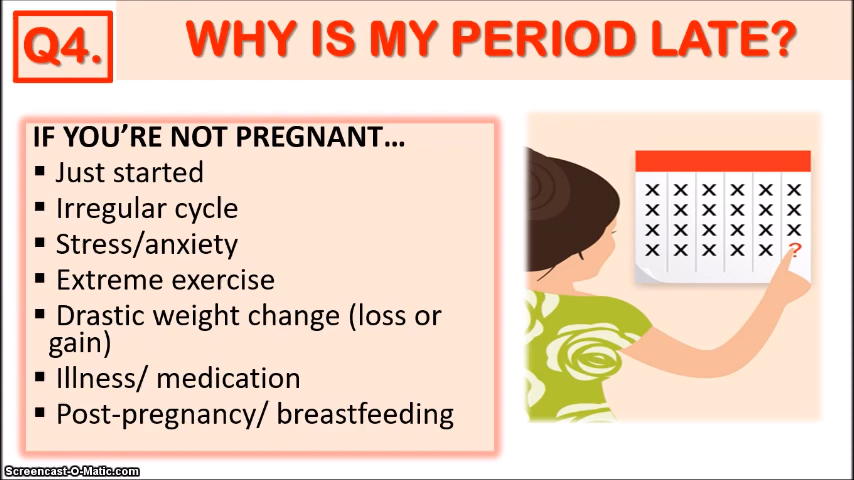 Q4.
WHY IS MY PERIOD LATE?
IF YOU’RE NOT PREGNANT…
▪ Just started
▪ Irregular cycle
▪ Stress/anxiety
▪ Extreme exercise
▪ Drastic weight change (loss or
gain)
▪ Illness/ medication
▪ Post-pregnancy/ breastfeeding
X X X X X X
X X X X X X
X X X X X X
X X X X X ?
Screencast-O-Matic.com